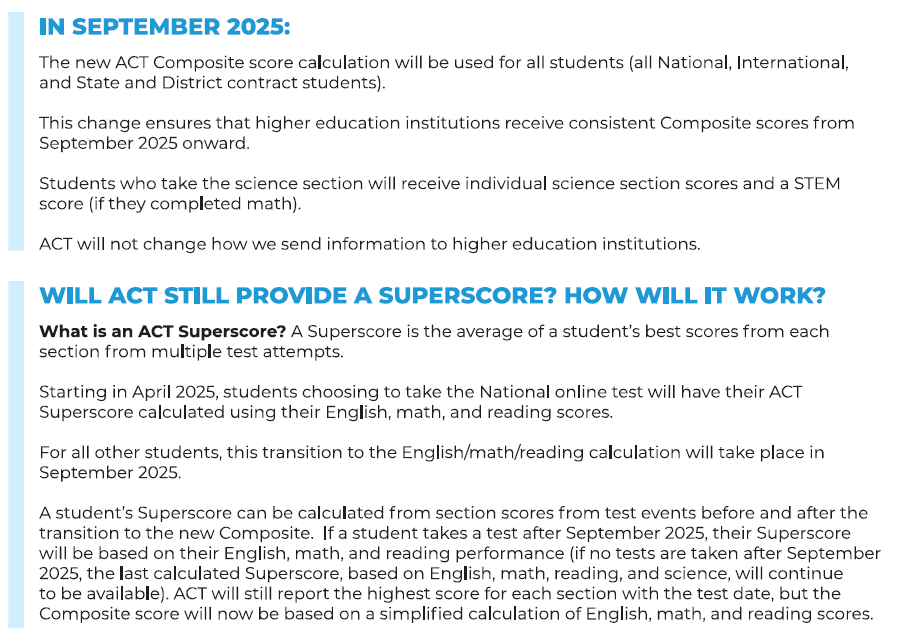 IN SEPTEMBER 2025:
The new ACT Composite score calculation will be used for all students (all National, International,
and State and District contract students).
This change ensures that higher education institutions receive consistent Composite scores from
September 2025 onward.
Students who take the science section will receive individual science section scores and a STEM
score (if they completed math).
ACT will not change how we send information to higher education institutions.
WILL ACT STILL PROVIDE A SUPERSCORE? HOW WILL IT WORK?
What is an ACT Superscore? A Superscore is the average of a student’s best scores from each
section from multiple test attempts.
Starting in April 2025, students choosing to take the National online test will have their ACT
Superscore calculated using their English, math, and reading scores.
For all other students, this transition to the English/math/reading calculation will take place in
September 2025.
A student’s Superscore can be calculated from section scores from test events before and after the
transition to the new Composite.  If a student takes a test after September 2025, their Superscore
will be based on their English, math, and reading performance (if no tests are taken after September
2025, the last calculated Superscore, based on English, math, reading, and science, will continue
to be available). ACT will still report the highest score for each section with the test date, but the
Composite score will now be based on a simplified calculation of English, math, and reading scores.